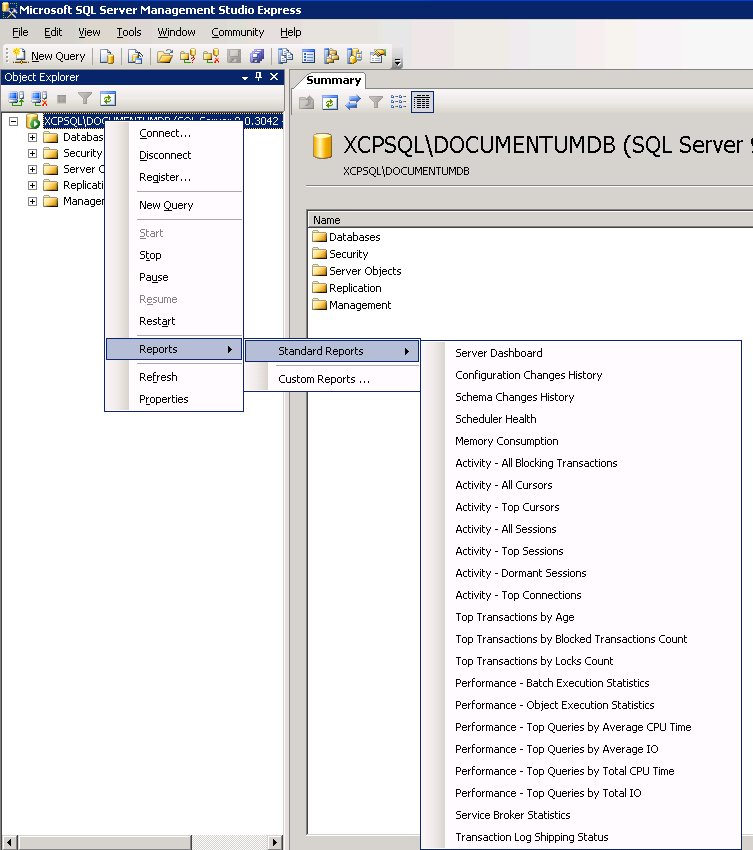 Microsoft SQL Server Management Studio Express
File Edit View Tools Window Community Help
New Query
Object Explorer
XCPSQL\DOCUMENTUMDB (SQL Server 9.0.3042
Databas
Security
Server O
Replicati
Manager
Connect...
Disconnect
Register...
New Query
Start
Stop
Pause
Resume
Restart
Reports
Refresh
Properties
Standard Reports
Custom Reports ...
Summary
XCPSQL\DOCUMENTUMDB (SQL Server 9
XCPSQL\DOCUMENTUMDB
Name
Databases
Security
Server Objects
Replication
Management
Server Dashboard
Configuration Changes History
Schema Changes History
Scheduler Health
Memory Consumption
Activity - All Blocking Transactions
Activity - All Cursors
Activity - Top Cursors
Activity - All Sessions
Activity - Top Sessions
Activity - Dormant Sessions
Activity - Top Connections
Top Transactions by Age
Top Transactions by Blocked Transactions Count
Top Transactions by Locks Count
Performance - Batch Execution Statistics
Performance - Object Execution Statistics
Performance - Top Queries by Average CPU Time
Performance - Top Queries by Average IO
Performance - Top Queries by Total CPU Time
Performance - Top Queries by Total IO
Service Broker Statistics
Transaction Log Shipping Status